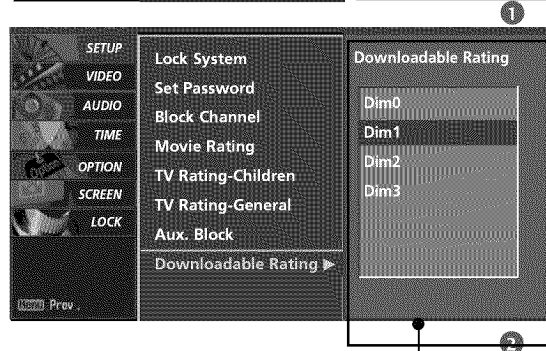 1
SETUP
VIDEO
AUDIO
TIME
OPTION
SCREEN
LOCK
Menu Prev.
Lock System
Set Password
Block Channel
Movie Rating
TV Rating-Children
TV Rating-General
Aux. Block
Downloadable Rating ▶
Downloadable Rating
Dim0
Dim1
Dim2
Dim3
2